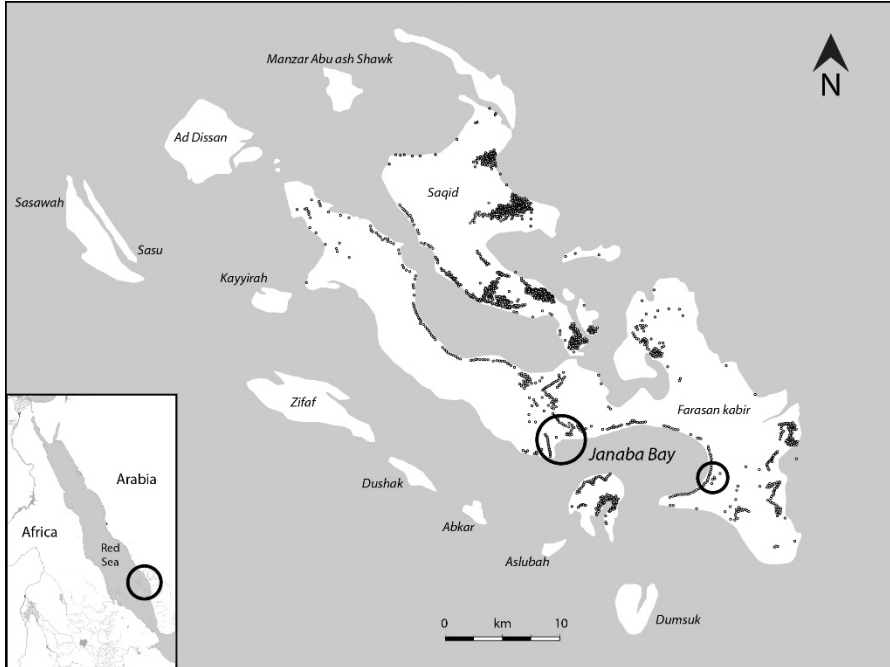 Manzar Abu ash Shawk
N
Ad Dissan
Saqid
Sasawah
Sasu
Kayyirah
Zifaf
Farasan kabir
Janaba Bay
Dushak
Abkar
Aslubah
Dumsuk
0 km 10
Arabia
Africa
Red
Sea